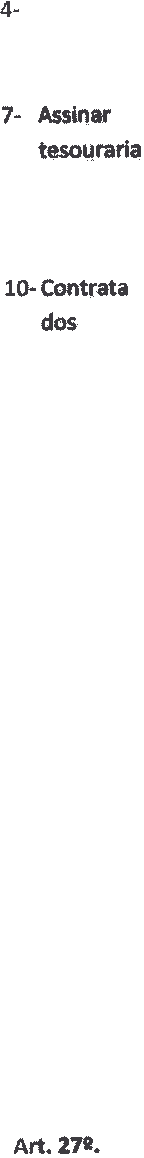 4-
7- Assinar
tesouraria
10- Contrata
dos
Art. 27º.